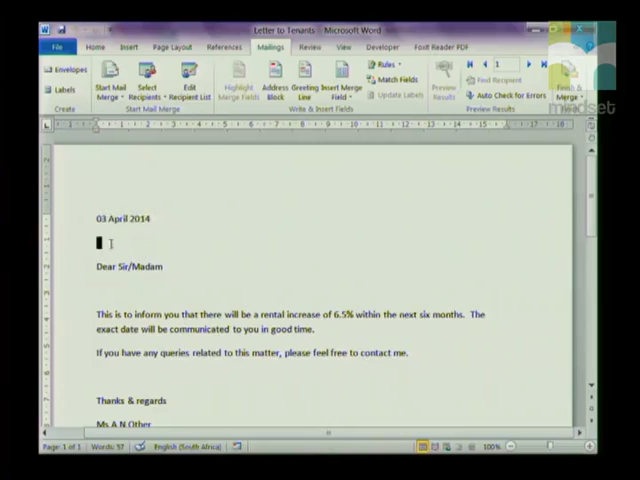 Letter to Tenants - Microsoft Word
File Home Insert Page Layout References Mailings Review View Developer Foxit Reader PDF
Envelopes
Labels
Create
Start Mail Merge
Select Recipients
Edit Recipient List
Start Mail Merge
Highlight Merge Fields
Address Block
Greeting Line
Insert Merge Field
Rules
Match Fields
Update Labels
Write & Insert Fields
Preview Results
1
Find Recipient
Auto Check for Errors
Preview Results
Finish & Merge
mindset
03 April 2014
Dear Sir/Madam
This is to inform you that there will be a rental increase of 6.5% within the next six months. The
exact date will be communicated to you in good time.
If you have any queries related to this matter, please feel free to contact me.
Thanks & regards
Ms A N Other
Page: 1 of 1 Words: 57 English (South Africa) 100%